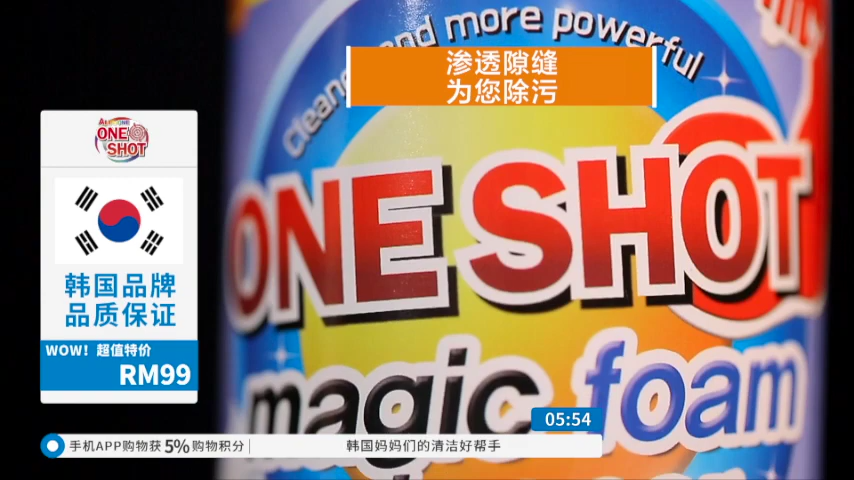 Cleaner and more powerful
渗透隙缝
为您除污
ONE SHOT
magic foam
ALL IN ONE
ONE
SHOT
韩国品牌
品质保证
WOW! 超值特价
RM99
05:54
手机APP购物获5%购物积分
韩国妈妈们的清洁好帮手